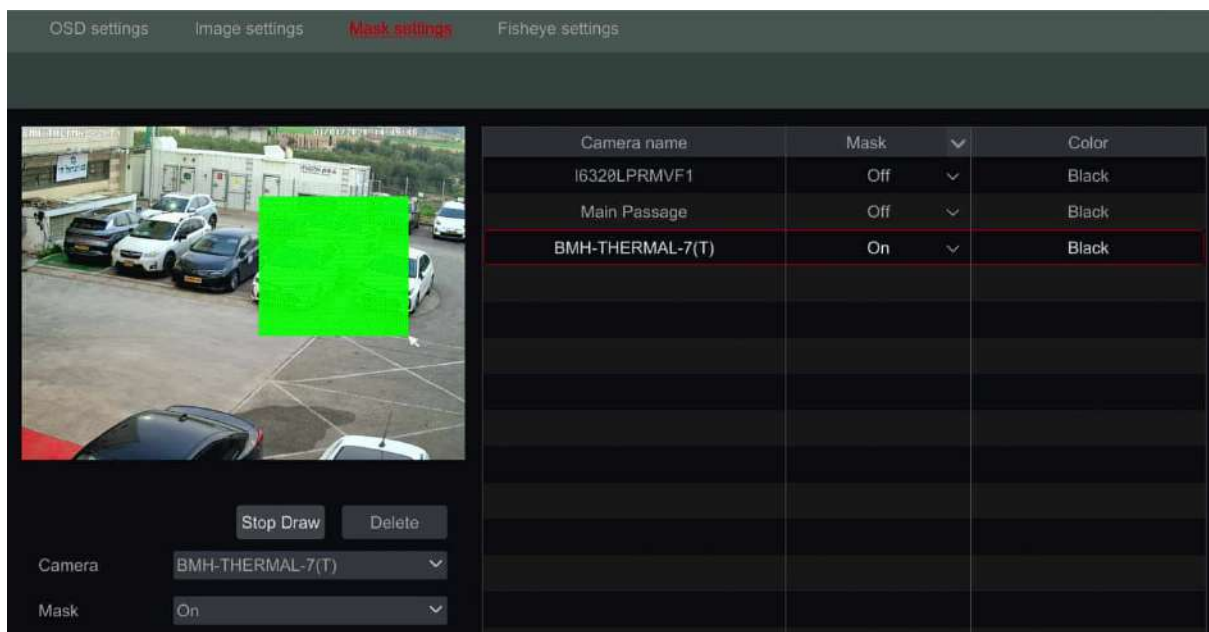 OSD settings Image settings Mask settings Fisheye settings
Camera name Mask Color
I6320LPRMVF1 Off Black
Main Passage Off Black
BMH-THERMAL-7(T) On Black
Stop Draw Delete
Camera BMH-THERMAL-7(T)
Mask On